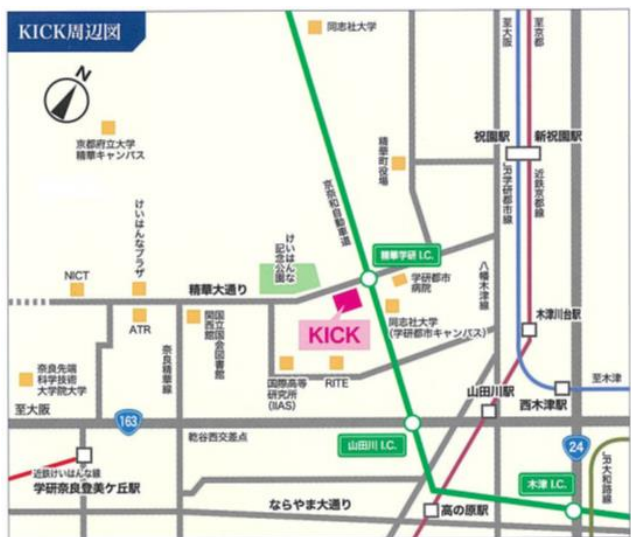 KICK周辺図
N
同志社大学
至大阪
至京都
京都府立大学
精華キャンパス
精華町役場
祝園駅
新祝園駅
京奈和自動車道
JR学研都市線
近鉄京都線
けいはんなプラザ
けいはんな
記念公園
精華学研 I.C.
八幡木津線
NICT
精華大通り
学研都市
病院
ATR
国立国会図書館
関西館
KICK
同志社大学
(学研都市キャンパス)
木津川台駅
奈良精華線
奈良先端
科学技術
大学院大学
国際高等
研究所
(IIAS)
RITE
山田川駅
至木津
西木津駅
至大阪
163
乾谷西交差点
山田川 I.C.
24
近鉄けいはんな線
学研奈良登美ケ丘駅
ならやま大通り
高の原駅
木津 I.C.
JR大和路線